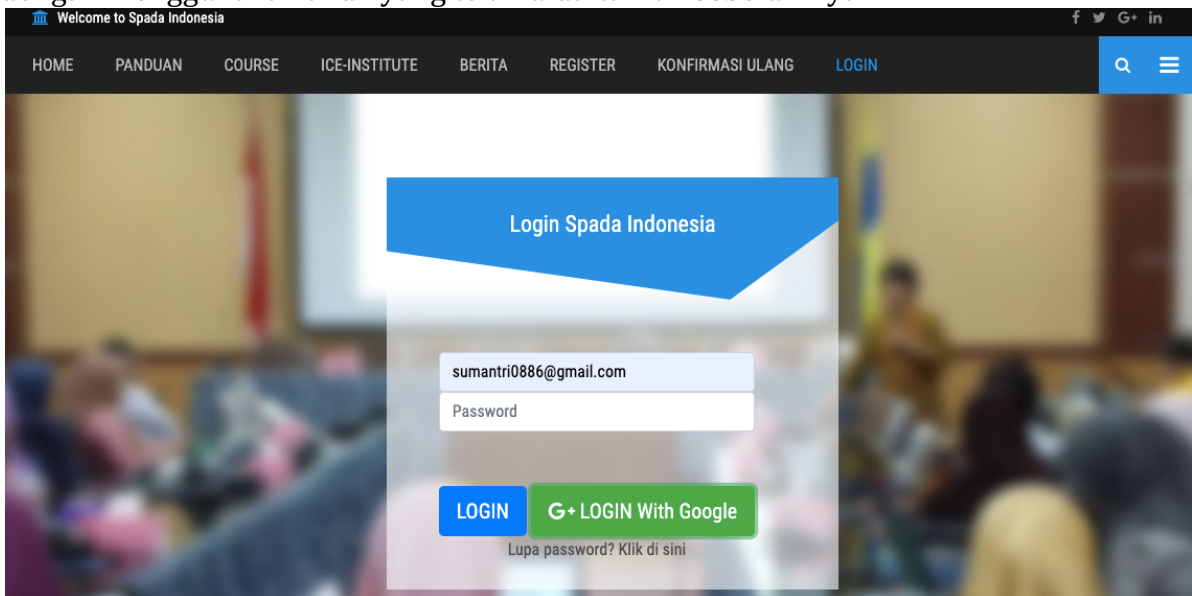 Welcome to Spada Indonesia
f G+ in
HOME PANDUAN COURSE ICE-INSTITUTE BERITA REGISTER KONFIRMASI ULANG LOGIN
Login Spada Indonesia
sumantri0886@gmail.com
Password
LOGIN G+ LOGIN With Google
Lupa password? Klik di sini